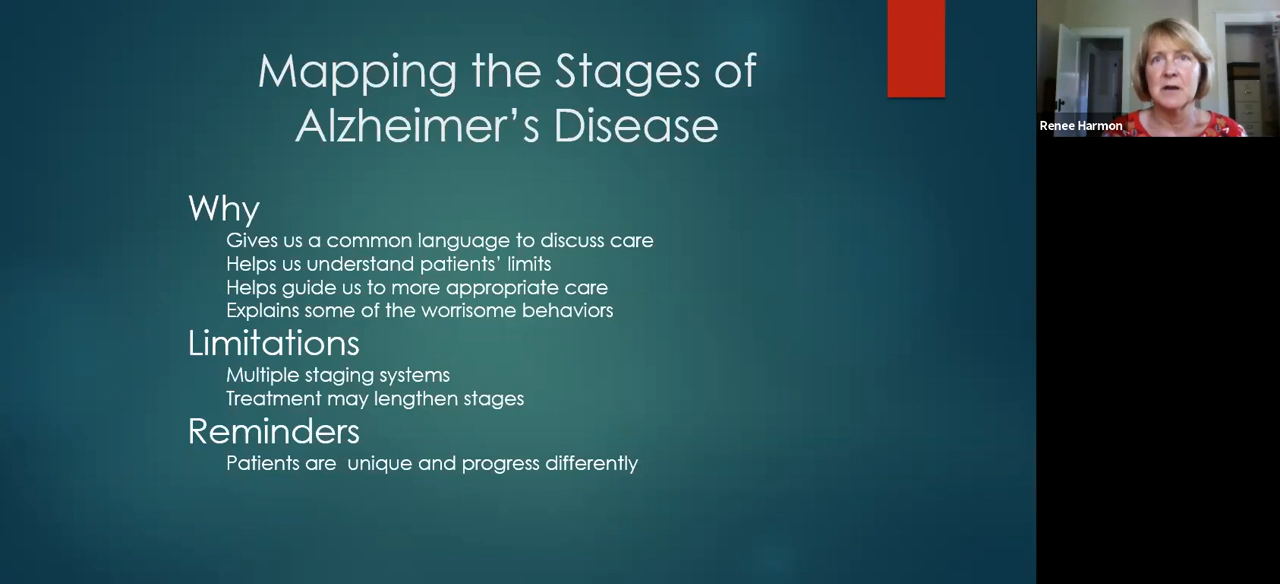 Mapping the Stages of
Alzheimer's Disease
Why
Gives us a common language to discuss care
Helps us understand patients' limits
Helps guide us to more appropriate care
Explains some of the worrisome behaviors
Limitations
Multiple staging systems
Treatment may lengthen stages
Reminders
Patients are  unique and progress differently
Renee Harmon